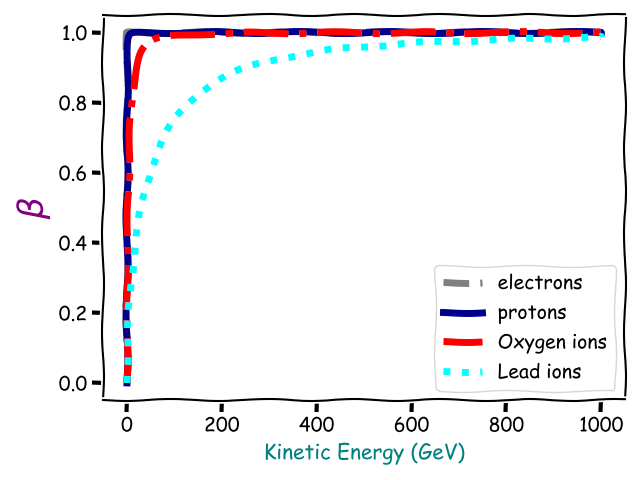 1.0
0.8
0.6
0.4
0.2
0.0
β
0 200 400 600 800 1000
Kinetic Energy (GeV)
electrons
protons
Oxygen ions
Lead ions